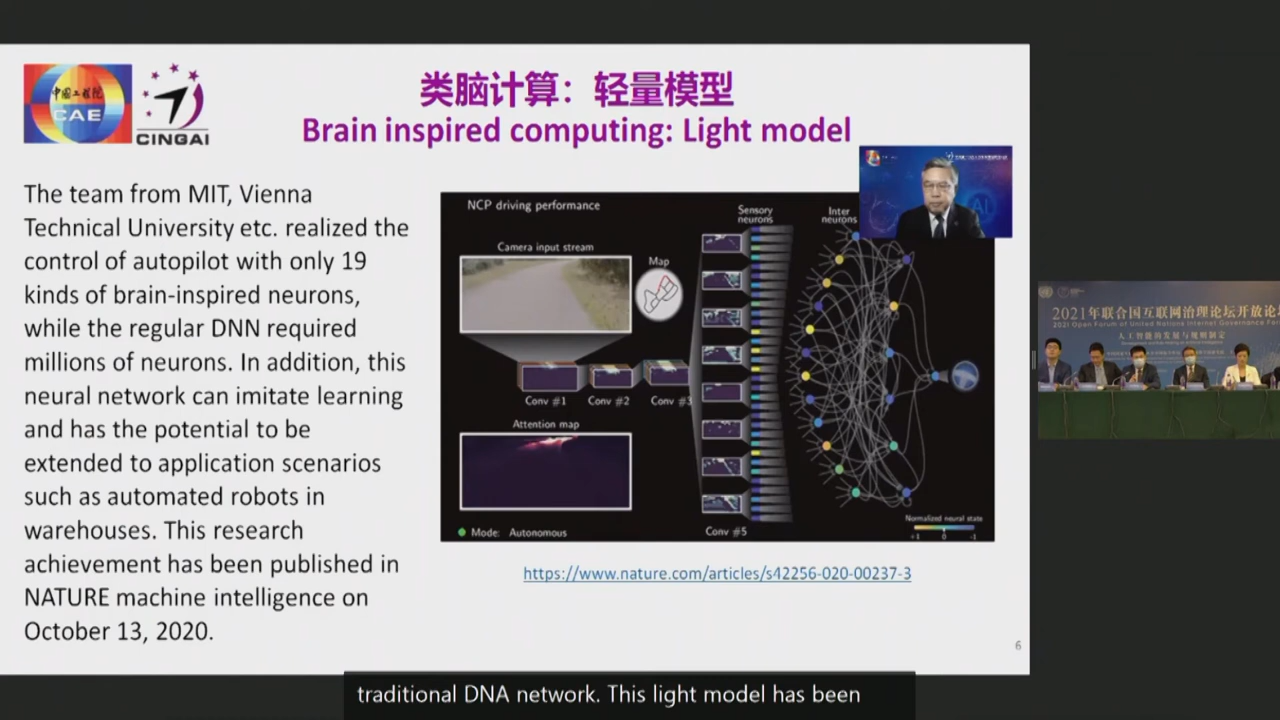 中国工程院
CAE
CINGAI
类脑计算：轻量模型
Brain inspired computing: Light model
The team from MIT, Vienna
Technical University etc. realized the
control of autopilot with only 19
kinds of brain-inspired neurons,
while the regular DNN required
millions of neurons. In addition, this
neural network can imitate learning
and has the potential to be
extended to application scenarios
such as automated robots in
warehouses. This research
achievement has been published in
NATURE machine intelligence on
October 13, 2020.
NCP driving performance
Camera input stream
Map
Conv #1
Conv #2
Conv #3
Attention map
Mode: Autonomous
Sensory
neurons
Inter
neurons
Conv #5
Normalized neural state
+1
0
-1
https://www.nature.com/articles/s42256-020-00237-3
6
AI
2021年联合国互联网治理论坛开放论坛
2021 Open Forum of United Nations Internet Governance
人工智能的发展与规则制定
traditional DNA network. This light model has been